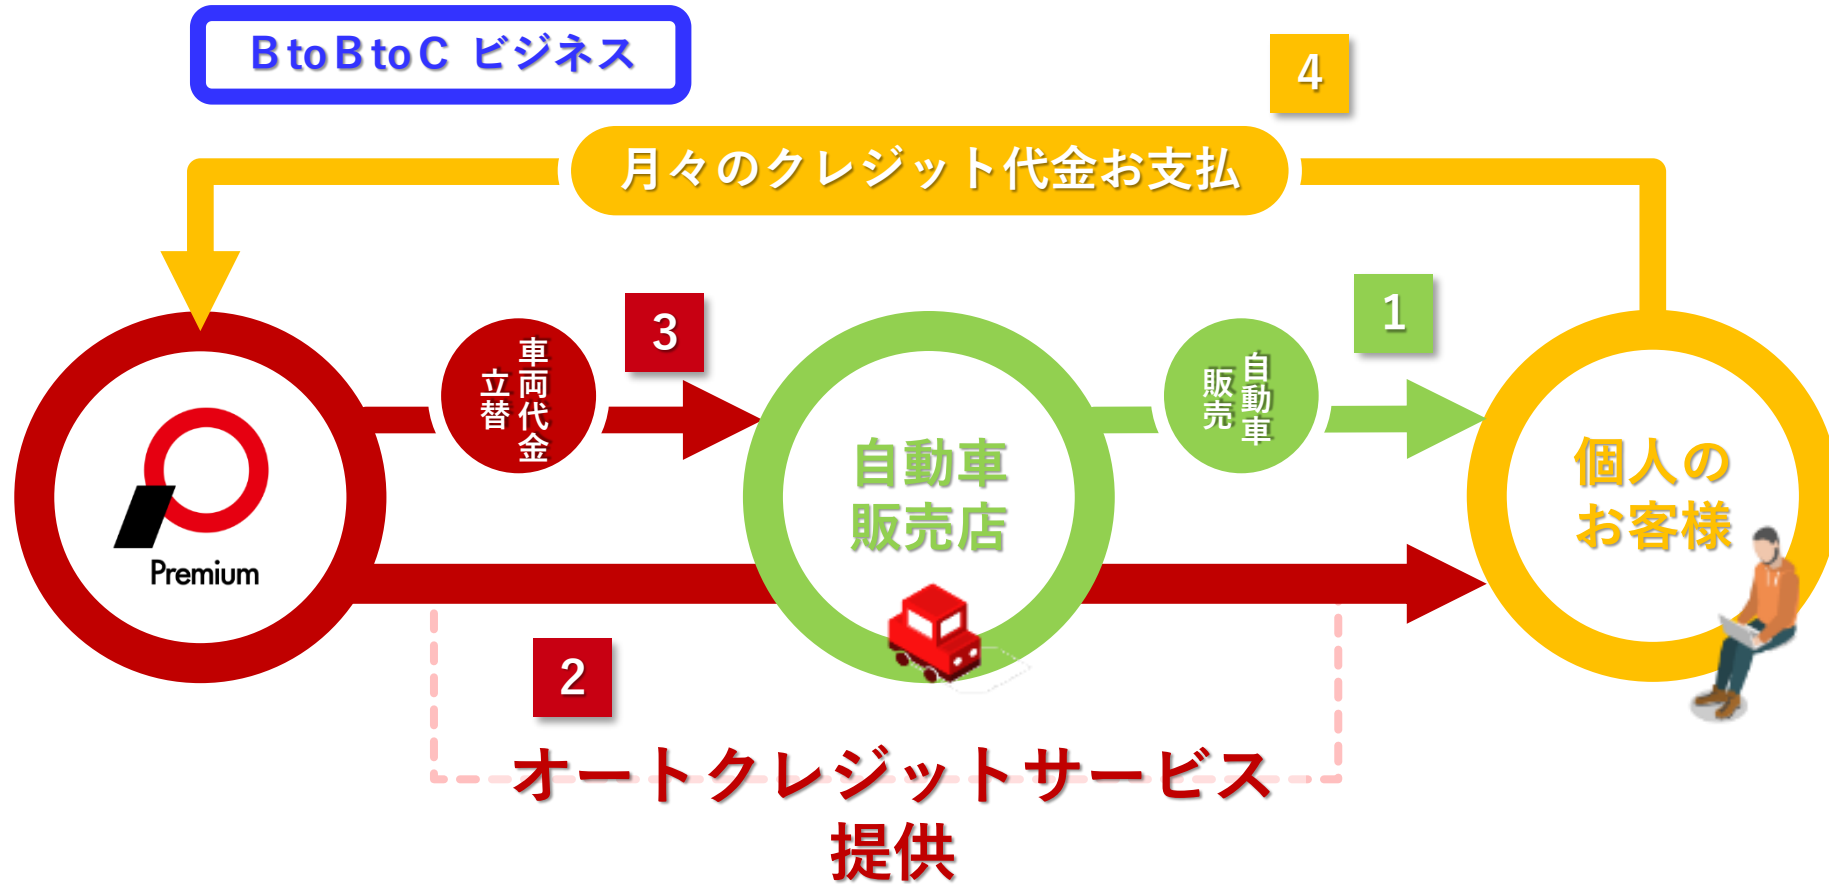 BtoBtoC ビジネス
4
月々のクレジット代金お支払
3
車両代金
立替
1
自動車
販売
Premium
自動車
販売店
個人の
お客様
2
オートクレジットサービス
提供